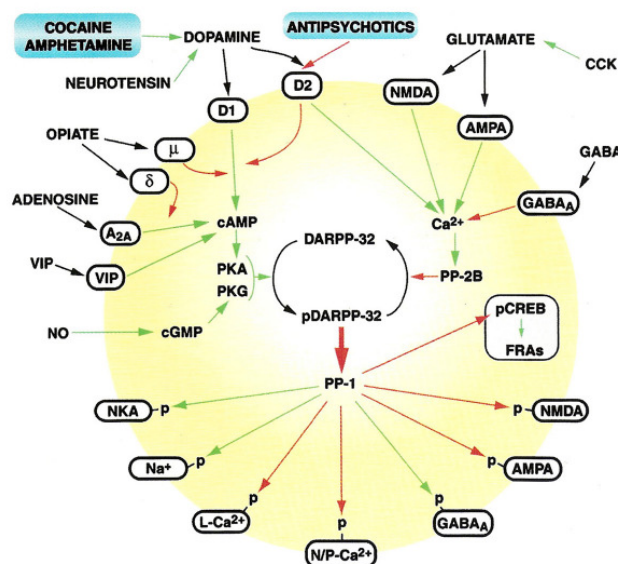 COCAINE
AMPHETAMINE
DOPAMINE
ANTIPSYCHOTICS
GLUTAMATE
CCK
NEUROTENSIN
D1
D2
NMDA
AMPA
OPIATE
μ
δ
GABA
GABAA
ADENOSINE
A2A
cAMP
Ca2+
VIP
VIP
PKA
PKG
DARPP-32
PP-2B
NO
cGMP
pDARPP-32
pCREB
FRAs
PP-1
NKA
p
p
NMDA
Na+
p
p
AMPA
p
L-Ca2+
p
N/P-Ca2+
p
GABAA